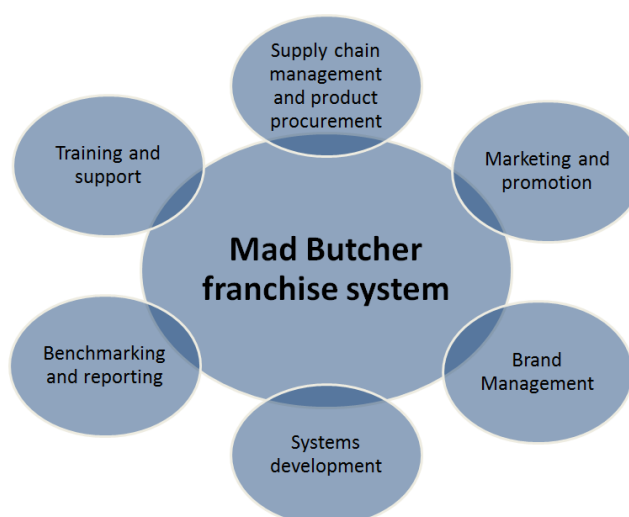 Supply chain
management
and product
procurement
Training and
support
Marketing and
promotion
Mad Butcher
franchise system
Benchmarking
and reporting
Brand
Management
Systems
development